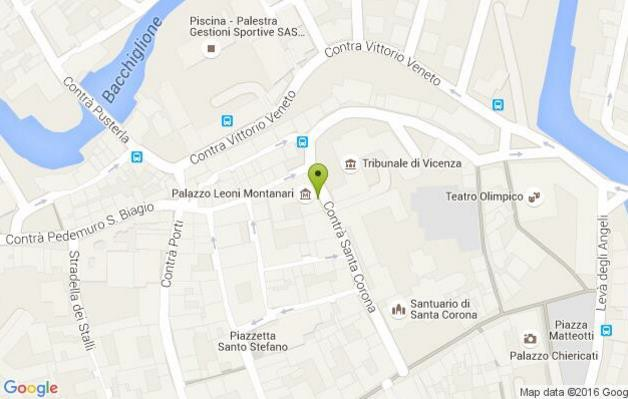 Piscina - Palestra
Gestioni Sportive SAS...
Contrà Vittorio Veneto
Bacchiglione
Contrà Pusteria
Contrà Vittorio Veneto
Tribunale di Vicenza
Palazzo Leoni Montanari
Teatro Olimpico
Contrà Pedemuro S. Biagio
Contrà Porti
Contrà Santa Corona
Stradella dei Stalli
Levà degli Angeli
Santuario di
Santa Corona
Piazzetta
Santo Stefano
Piazza
Matteotti
Palazzo Chiericati
Google
Map data ©2016 Goog